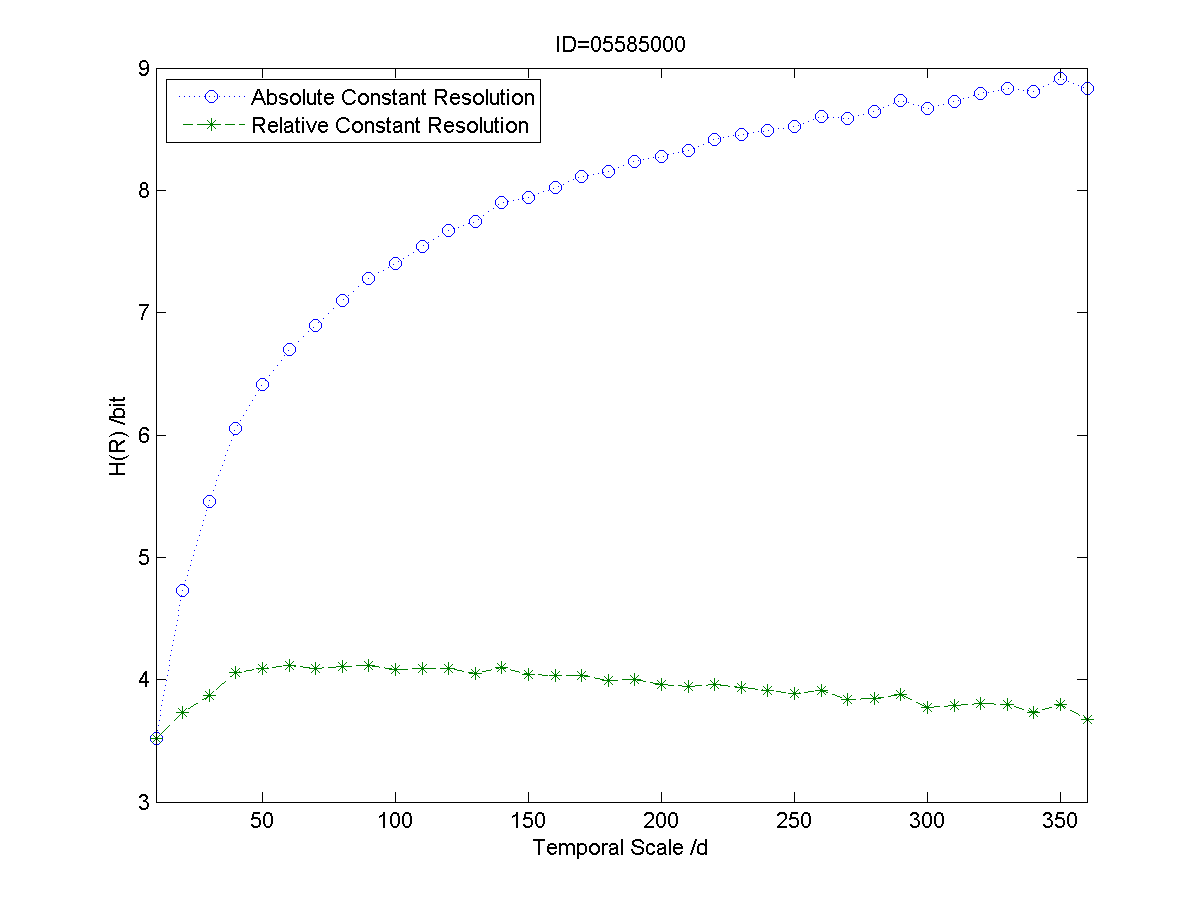 ID=05585000
9
Absolute Constant Resolution
Relative Constant Resolution
8
7
6
H(R) /bit
5
4
3
50 100 150 200 250 300 350
Temporal Scale /d